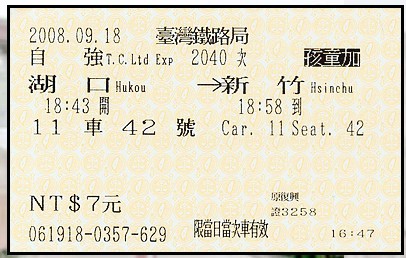 2008.09.18 臺灣鐵路局
自強 T.C.Ltd Exp 2040 次 孩童加
湖口 Hukou →新竹 Hsinchu
18:43 開 18:58 到
11 車 42 號 Car. 11 Seat. 42
原復興
NT$7元 證3258
061918-0357-629 限當日當次車有效 16:47